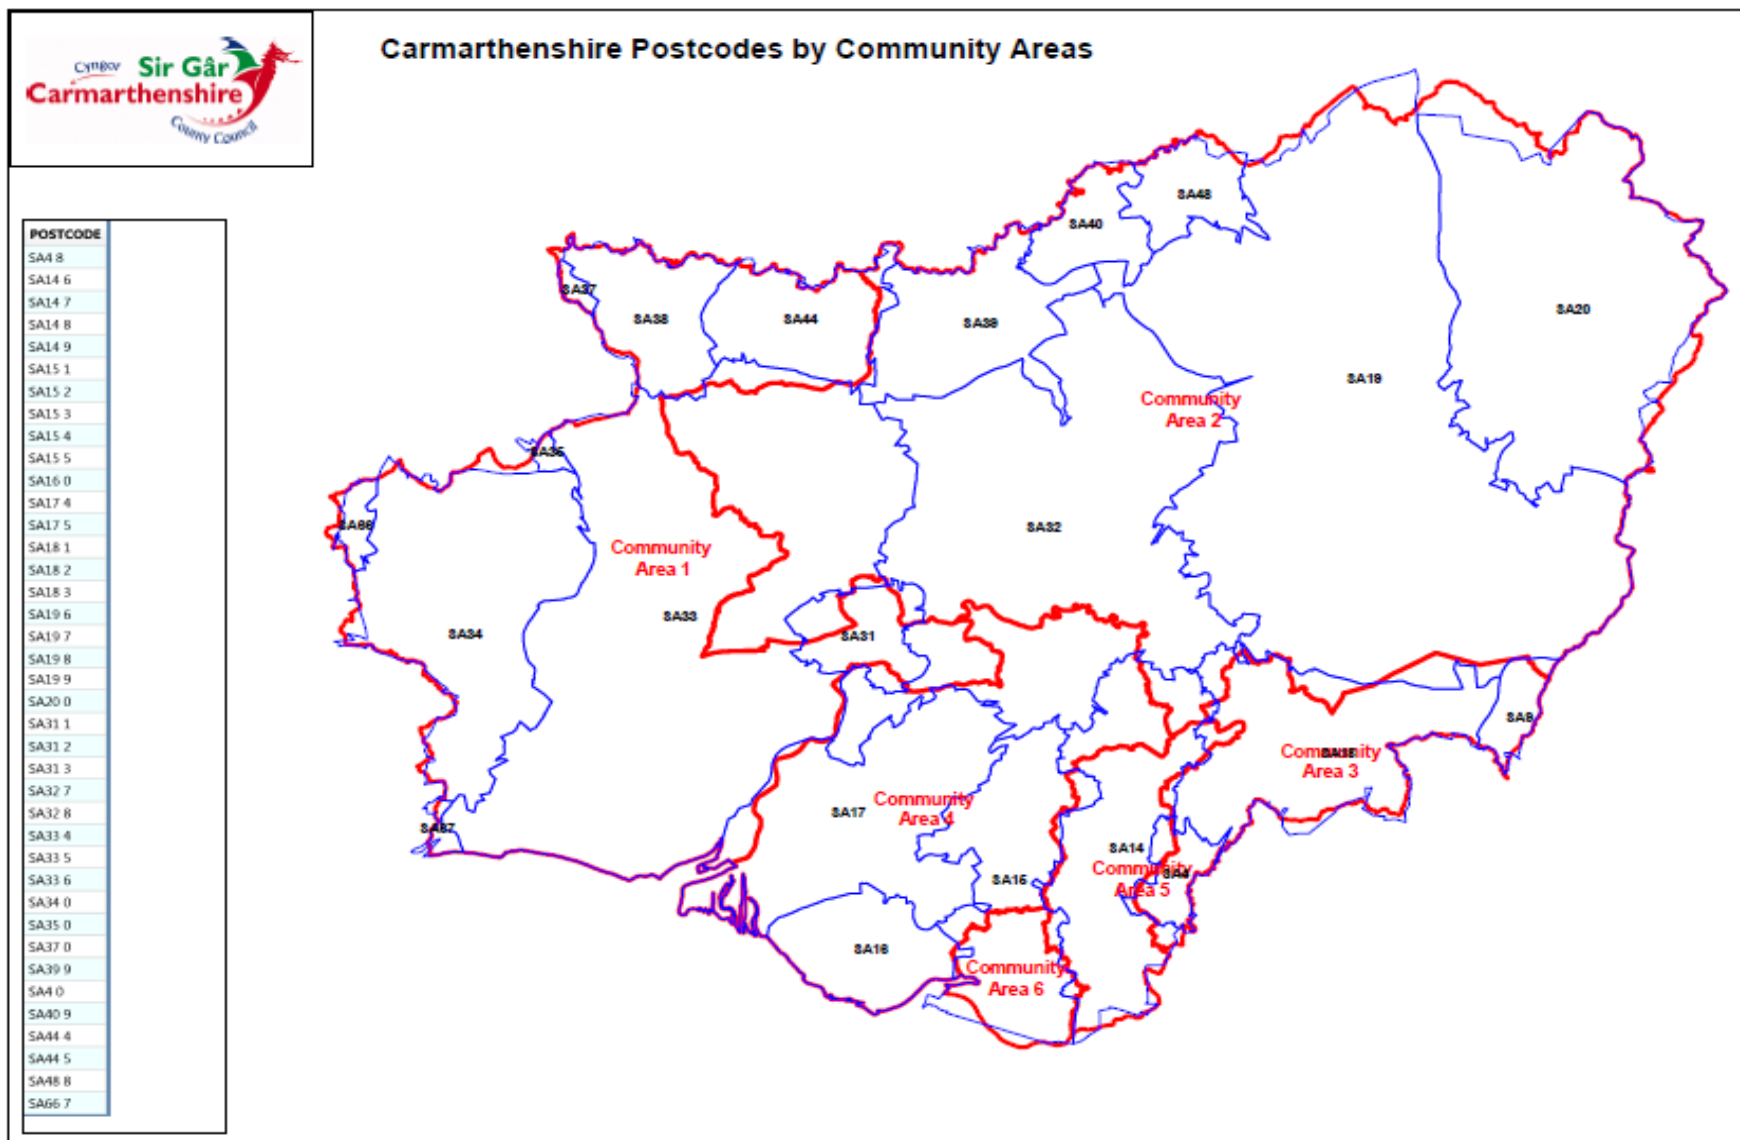 Cyngor Sir Gâr
Carmarthenshire
County Council
Carmarthenshire Postcodes by Community Areas
POSTCODE
SA4 8
SA14 6
SA14 7
SA14 8
SA14 9
SA15 1
SA15 2
SA15 3
SA15 4
SA15 5
SA16 0
SA17 4
SA17 5
SA18 1
SA18 2
SA18 3
SA19 6
SA19 7
SA19 8
SA19 9
SA20 0
SA31 1
SA31 2
SA31 3
SA32 7
SA32 8
SA33 4
SA33 5
SA33 6
SA34 0
SA35 0
SA37 0
SA39 9
SA4 0
SA40 9
SA44 4
SA44 5
SA48 8
SA66 7
SA48
SA40
SA37
SA38
SA44
SA39
SA20
SA19
Community
Area 2
SA35
SA66
SA32
Community
Area 1
SA33
SA34
SA31
SA9
Community
Area 3
SA17
Community
Area 4
SA14
Community
Area 5
SA4
SA15
SA16
Community
Area 6